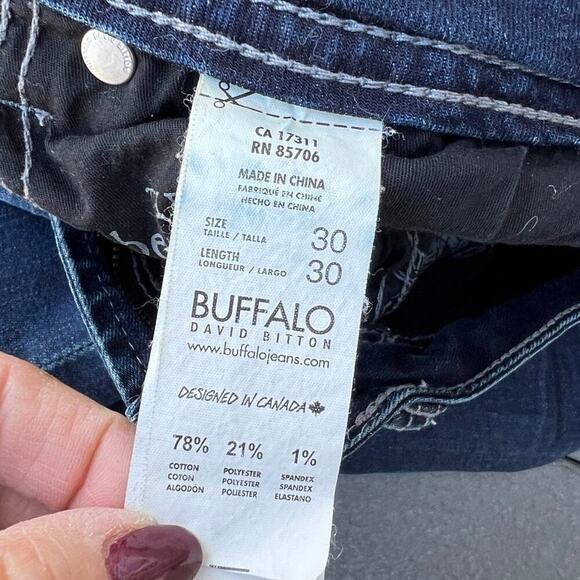 CA 17311
RN 85706
MADE IN CHINA
FABRIQUÉ EN CHINE
HECHO EN CHINA
SIZE 30
TAILLE / TALLA
LENGTH 30
LONGUEUR / LARGO
BUFFALO
DAVID BITTON
www.buffalojeans.com
DESIGNED IN CANADA
78% 21% 1%
COTTON POLYESTER SPANDEX
COTON POLYESTER SPANDEX
ALGODÓN POLIESTER ELASTANO